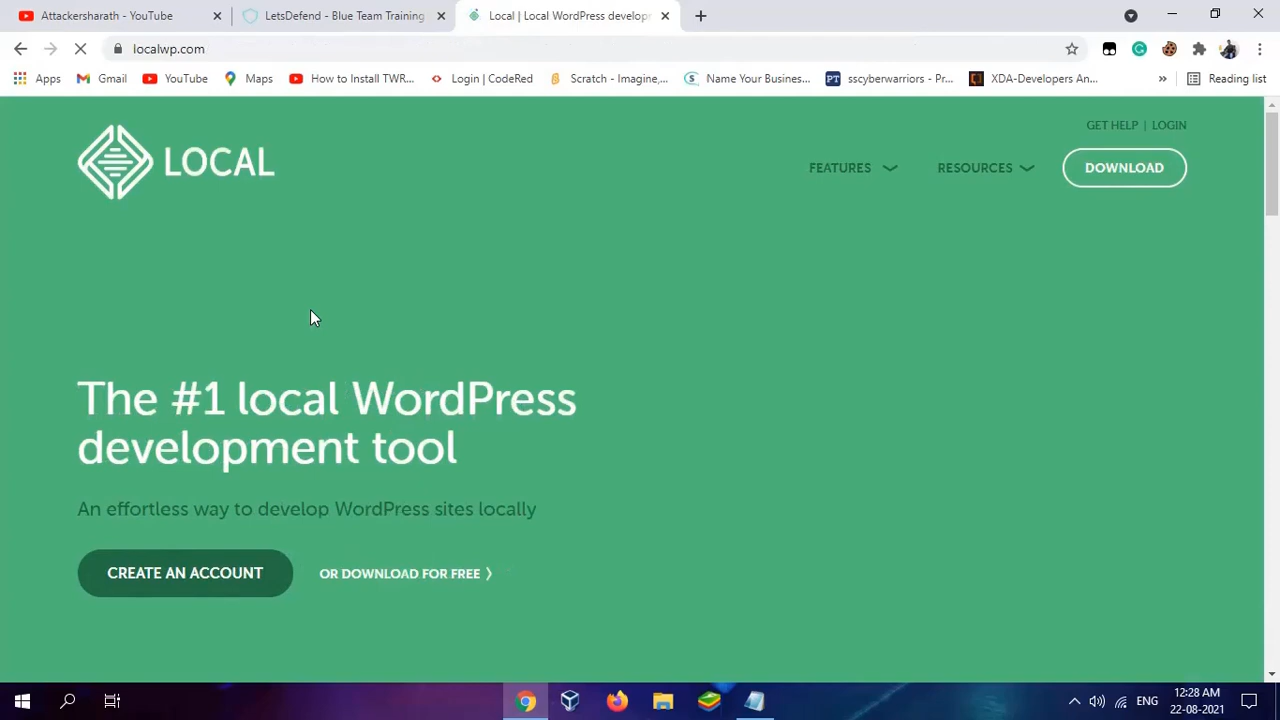 Attackersharath - YouTube
LetsDefend - Blue Team Training
Local | Local WordPress develop
localwp.com
Apps
Gmail
YouTube
Maps
How to Install TWR...
Login | CodeRed
Scratch - Imagine,...
Name Your Busines...
PT
sscyberwarriors - Pr...
XDA-Developers An...
»
Reading list
GET HELP | LOGIN
LOCAL
FEATURES
RESOURCES
DOWNLOAD
The #1 local WordPress
development tool
An effortless way to develop WordPress sites locally
CREATE AN ACCOUNT
OR DOWNLOAD FOR FREE
ENG
12:28 AM
22-08-2021